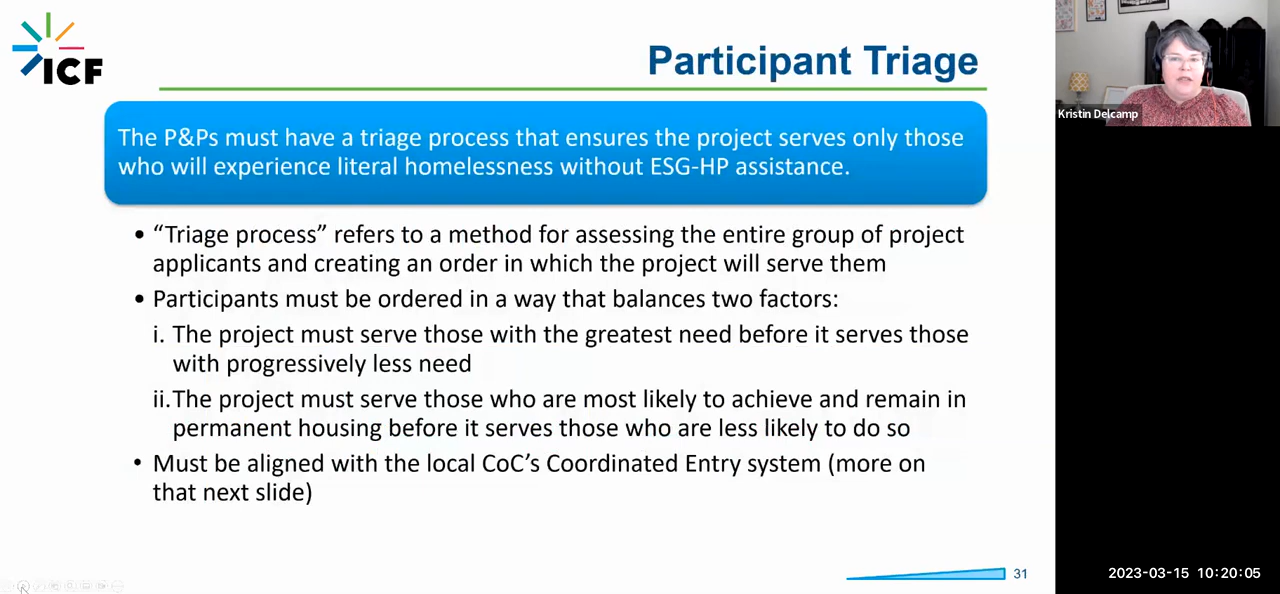 ICF
Participant Triage
The P&Ps must have a triage process that ensures the project serves only those
who will experience literal homelessness without ESG-HP assistance.
• “Triage process” refers to a method for assessing the entire group of project
applicants and creating an order in which the project will serve them
• Participants must be ordered in a way that balances two factors:
i. The project must serve those with the greatest need before it serves those
with progressively less need
ii.The project must serve those who are most likely to achieve and remain in
permanent housing before it serves those who are less likely to do so
• Must be aligned with the local CoC’s Coordinated Entry system (more on
that next slide)
31
Kristin Delcamp
2023-03-15 10:20:05